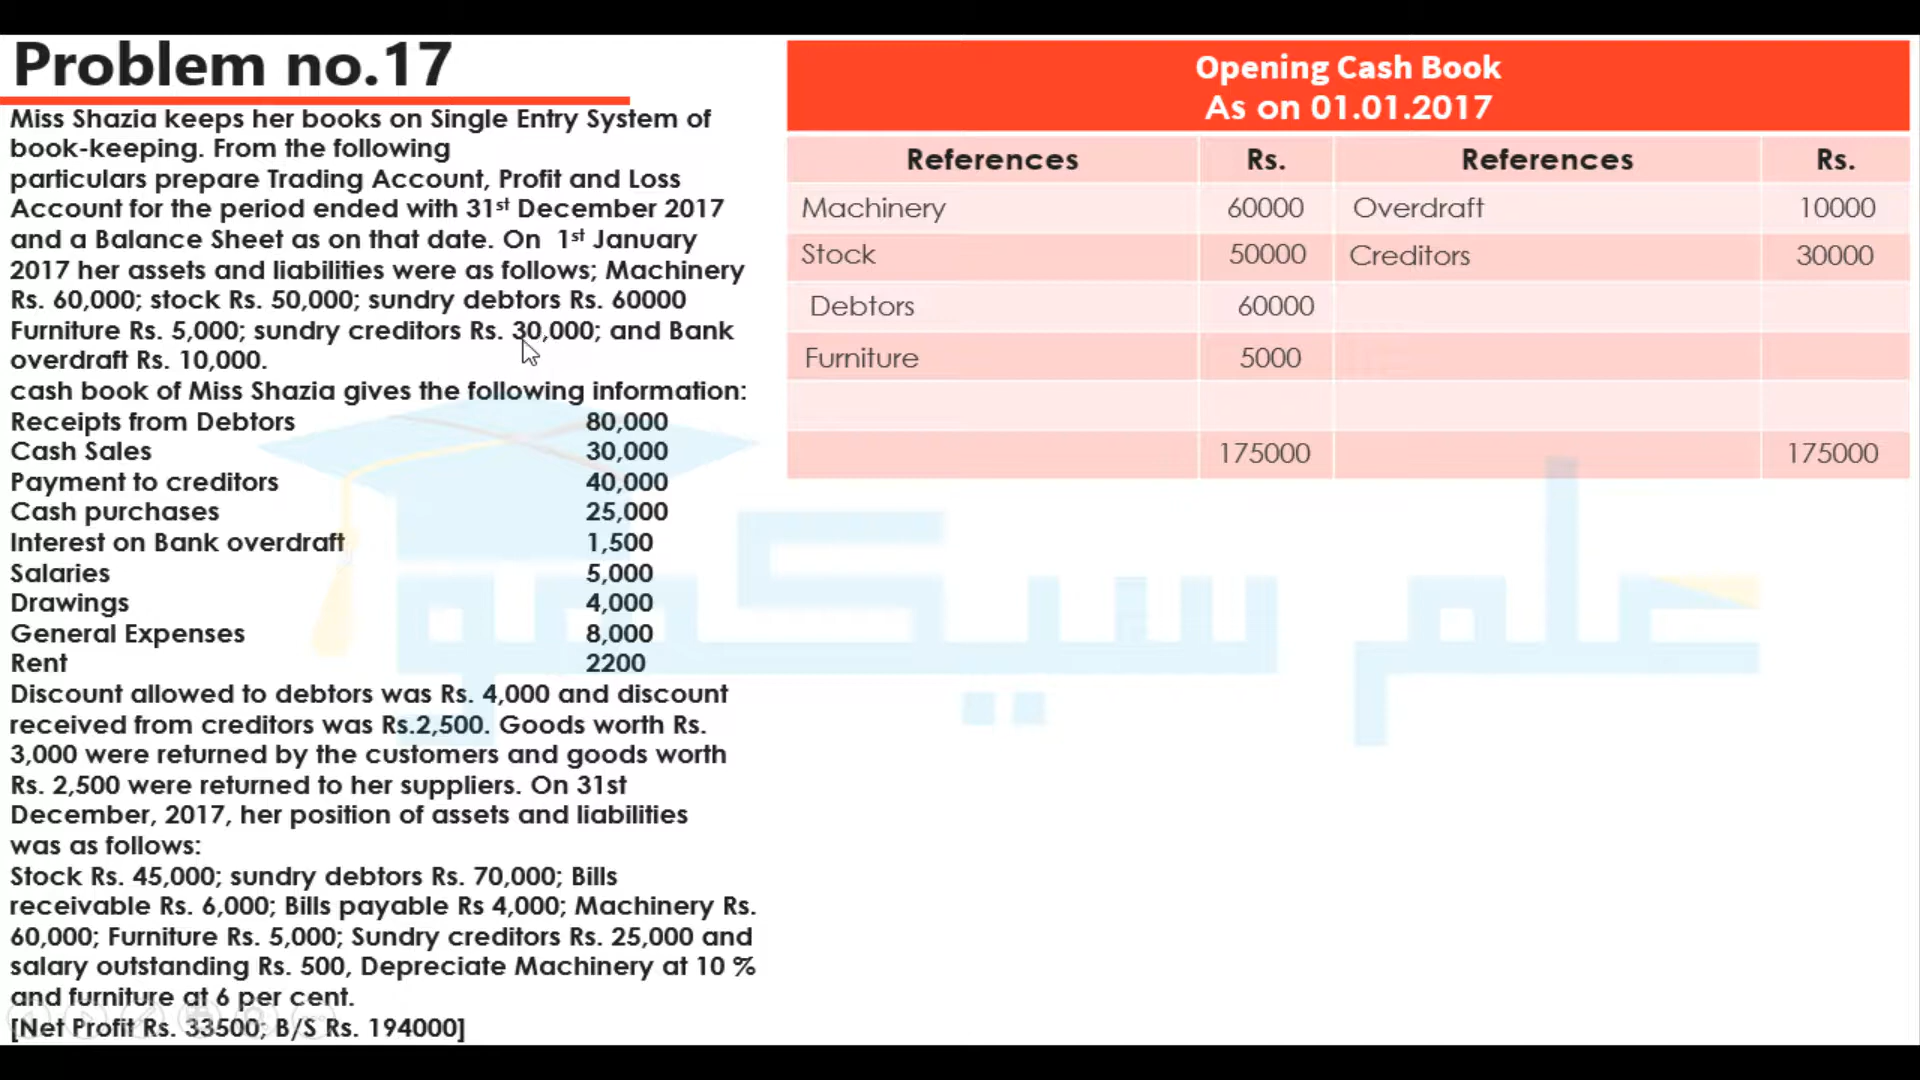 Problem no.17
Miss Shazia keeps her books on Single Entry System of
book-keeping. From the following
particulars prepare Trading Account, Profit and Loss
Account for the period ended with 31st December 2017
and a Balance Sheet as on that date. On 1st January
2017 her assets and liabilities were as follows; Machinery
Rs. 60,000; stock Rs. 50,000; sundry debtors Rs. 60000
Furniture Rs. 5,000; sundry creditors Rs. 30,000; and Bank
overdraft Rs. 10,000.
cash book of Miss Shazia gives the following information:
Receipts from Debtors 80,000
Cash Sales 30,000
Payment to creditors 40,000
Cash purchases 25,000
Interest on Bank overdraft 1,500
Salaries 5,000
Drawings 4,000
General Expenses 8,000
Rent 2200
Discount allowed to debtors was Rs. 4,000 and discount
received from creditors was Rs.2,500. Goods worth Rs.
3,000 were returned by the customers and goods worth
Rs. 2,500 were returned to her suppliers. On 31st
December, 2017, her position of assets and liabilities
was as follows:
Stock Rs. 45,000; sundry debtors Rs. 70,000; Bills
receivable Rs. 6,000; Bills payable Rs 4,000; Machinery Rs.
60,000; Furniture Rs. 5,000; Sundry creditors Rs. 25,000 and
salary outstanding Rs. 500, Depreciate Machinery at 10 %
and furniture at 6 per cent.
[Net Profit Rs. 33500; B/S Rs. 194000]
Opening Cash Book
As on 01.01.2017
References Rs. References Rs.
Machinery 60000 Overdraft 10000
Stock 50000 Creditors 30000
Debtors 60000
Furniture 5000
175000 175000
علم سیکھو